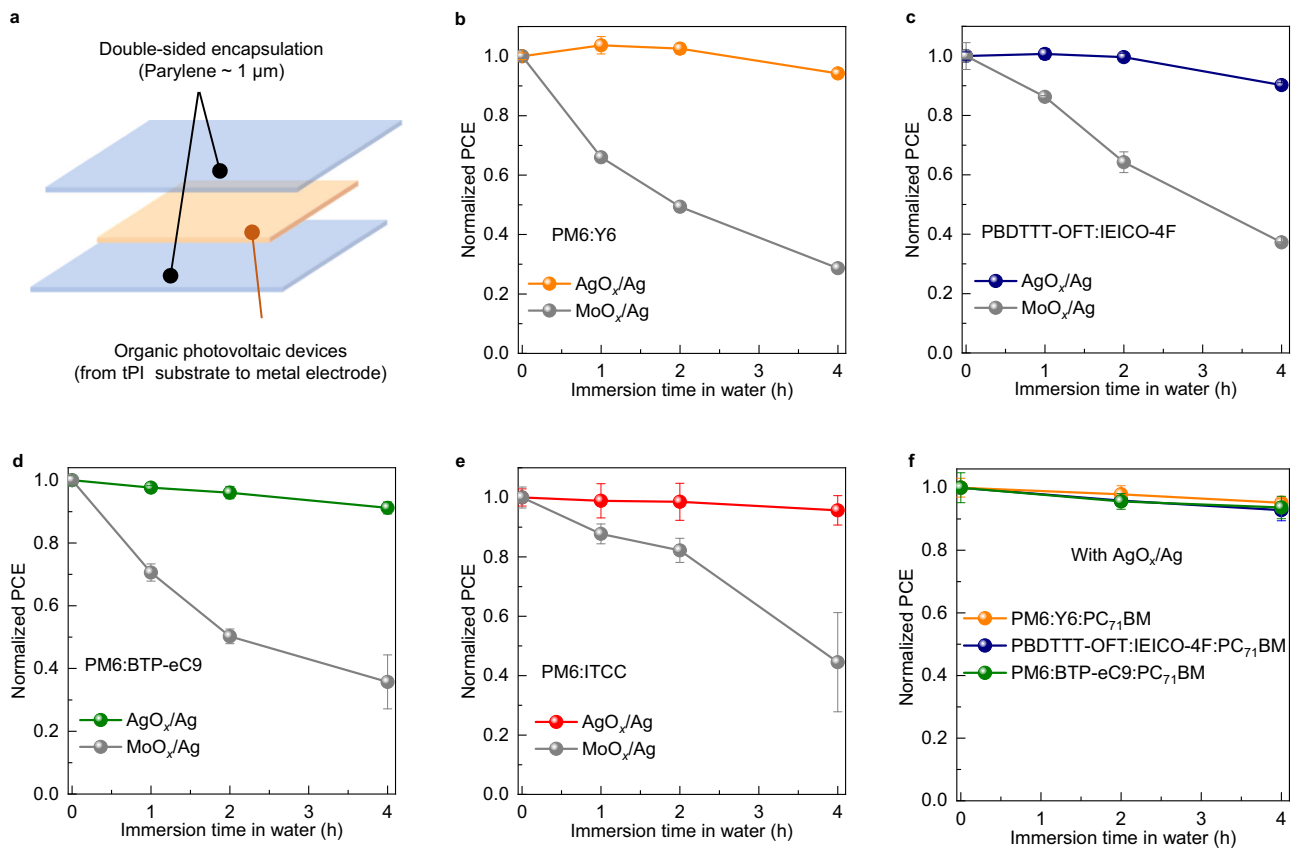 a
Double-sided encapsulation
(Parylene ~ 1 μm)
Organic photovoltaic devices
(from tPI substrate to metal electrode)
b
Normalized PCE
1.0
0.8
0.6
0.4
0.2
0.0
PM6:Y6
AgOx/Ag
MoOx/Ag
0 1 2 3 4
Immersion time in water (h)
c
Normalized PCE
1.0
0.8
0.6
0.4
0.2
0.0
PBDTTT-OFT:IEICO-4F
AgOx/Ag
MoOx/Ag
0 1 2 3 4
Immersion time in water (h)
d
Normalized PCE
1.0
0.8
0.6
0.4
0.2
0.0
PM6:BTP-eC9
AgOx/Ag
MoOx/Ag
0 1 2 3 4
Immersion time in water (h)
e
Normalized PCE
1.0
0.8
0.6
0.4
0.2
0.0
PM6:ITCC
AgOx/Ag
MoOx/Ag
0 1 2 3 4
Immersion time in water (h)
f
Normalized PCE
1.0
0.8
0.6
0.4
0.2
0.0
With AgOx/Ag
PM6:Y6:PC71BM
PBDTTT-OFT:IEICO-4F:PC71BM
PM6:BTP-eC9:PC71BM
0 1 2 3 4
Immersion time in water (h)